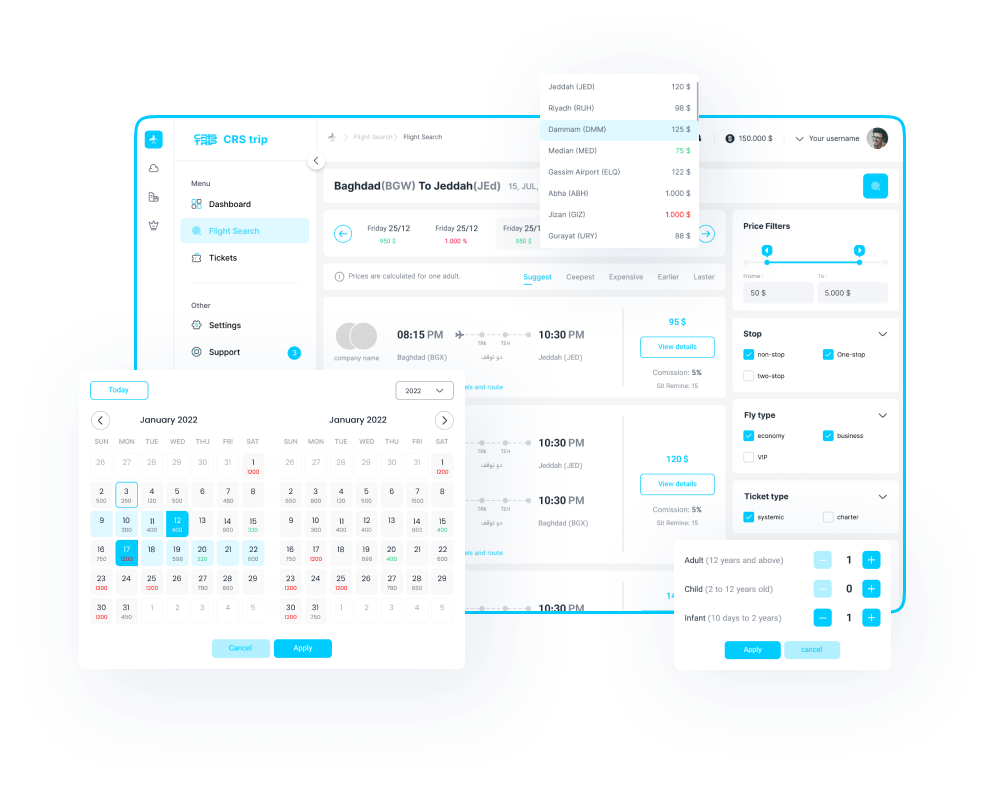 CRS trip
Flight Search
Flight Search
150.000 $
Your username
Menu
Dashboard
Flight Search
Tickets
Other
Settings
Support
3
Jeddah (JED) 120 $
Riyadh (RUH) 98 $
Dammam (DMM) 125 $
Median (MED) 75 $
Gassim Airport (ELQ) 122 $
Abha (ABH) 1.000 $
Jizan (GIZ) 1.000 $
Gurayat (URY) 88 $
Baghdad(BGW) To Jeddah(JEd) 15, JUL,
Friday 25/12 Friday 25/12 Friday 25/1
950 $ 1.000 % 950 $
Prices are calculated for one adult.
Suggest Ceepest Expensive Earlier Laster
company name
08:15 PM 10:30 PM
TRk TEH
Baghdad (BGX) دو توقف Jeddah (JED)
els and route
95 $
View details
Comission: 5%
Sit Remine: 15
10:30 PM
TRk TEH
دو توقف Jeddah (JED)
10:30 PM
TRk TEH
دو توقف Baghdad (BGX)
els and route
120 $
View details
Comission: 5%
Sit Remine: 15
10:30 PM
14
Price Filters
Frome : To :
50 $ 5.000 $
Stop
non-stop One-stop
two-stop
Fly type
economy business
VIP
Ticket type
systemic charter
Today
2022
January 2022
SUN MON TUE WED THU FRI SAT
26 27 28 29 30 31 1
1200
2 3 4 5 6 7 8
500 250 120 500 480
9 10 11 12 13 14 15
300 400 400 900 320
16 17 18 19 20 21 22
750 1200 598 320 600
23 24 25 26 27 28 29
1200 1200 780 860
30 31 1 2 3 4 5
1200 450
January 2022
SUN MON TUE WED THU FRI SAT
26 27 28 29 30 31 1
1200
2 3 4 5 6 7 8
650 800 500 1500
9 10 11 12 13 14 15
400 400 953 400
16 17 18 19 20 21 22
750 1200 698 400 600
23 24 25 26 27 28 29
1200 1200 780 850
30 31 1 2 3 4 5
1200 750
Cancel Apply
Adult (12 years and above) 1
Child (2 to 12 years old) 0
Infant (10 days to 2 years) 1
Apply cancel